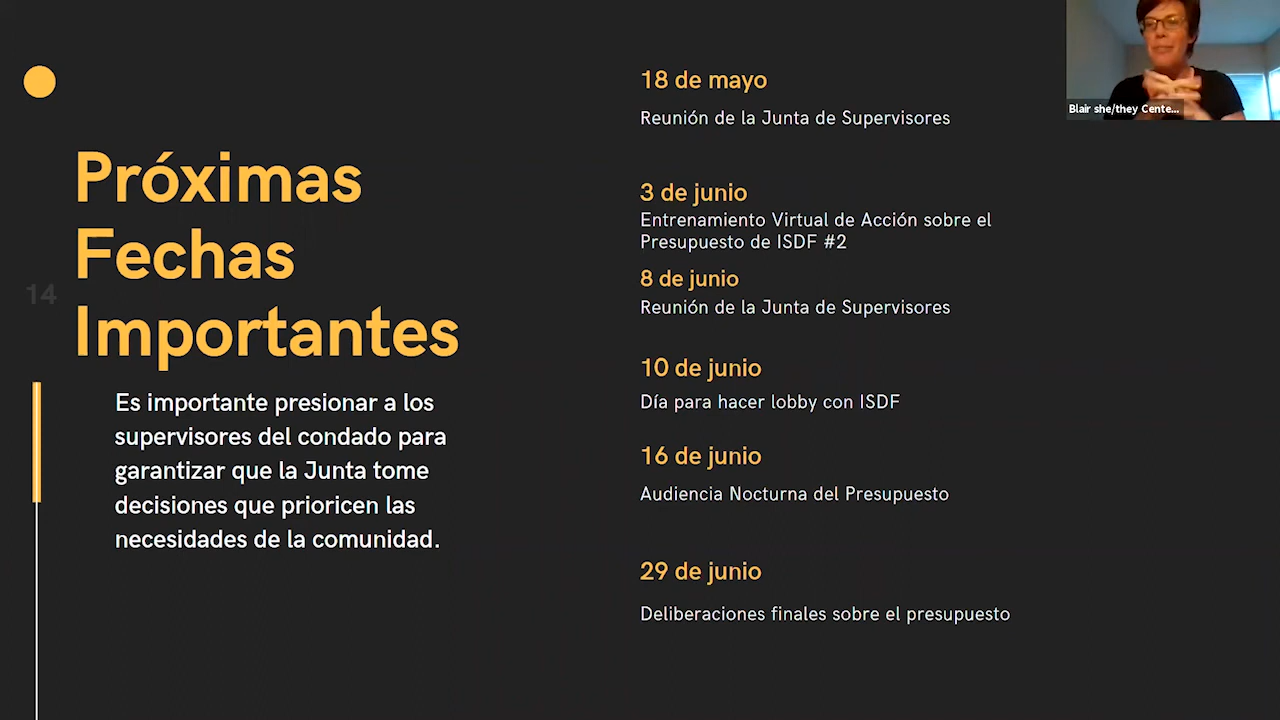 Próximas
Fechas
Importantes
14
Es importante presionar a los
supervisores del condado para
garantizar que la Junta tome
decisiones que prioricen las
necesidades de la comunidad.
18 de mayo
Reunión de la Junta de Supervisores
3 de junio
Entrenamiento Virtual de Acción sobre el
Presupuesto de ISDF #2
8 de junio
Reunión de la Junta de Supervisores
10 de junio
Día para hacer lobby con ISDF
16 de junio
Audiencia Nocturna del Presupuesto
29 de junio
Deliberaciones finales sobre el presupuesto
Blair she/they Cente...